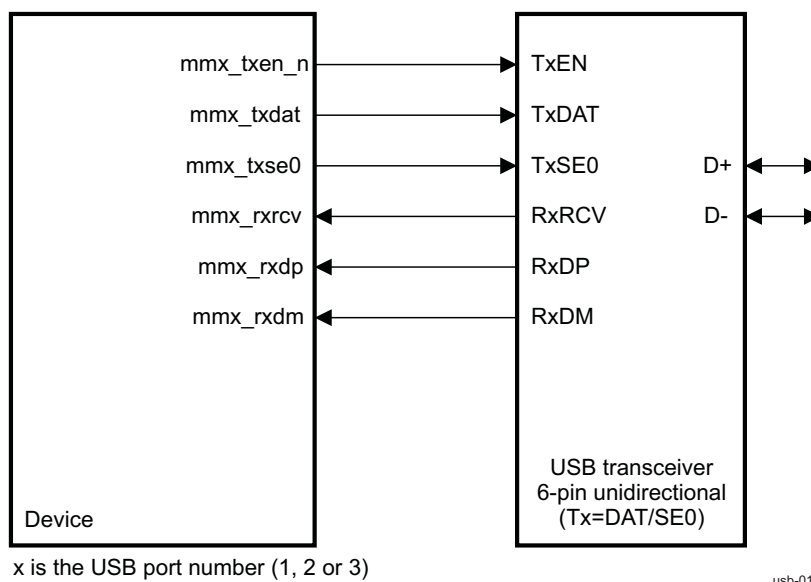 mmx_txen_n
TxEN
mmx_txdat
TxDAT
mmx_txse0
TxSE0
D+
mmx_rxrcv
RxRCV
D-
mmx_rxdp
RxDP
mmx_rxdm
RxDM
USB transceiver
6-pin unidirectional
(Tx=DAT/SE0)
Device
x is the USB port number (1, 2 or 3)